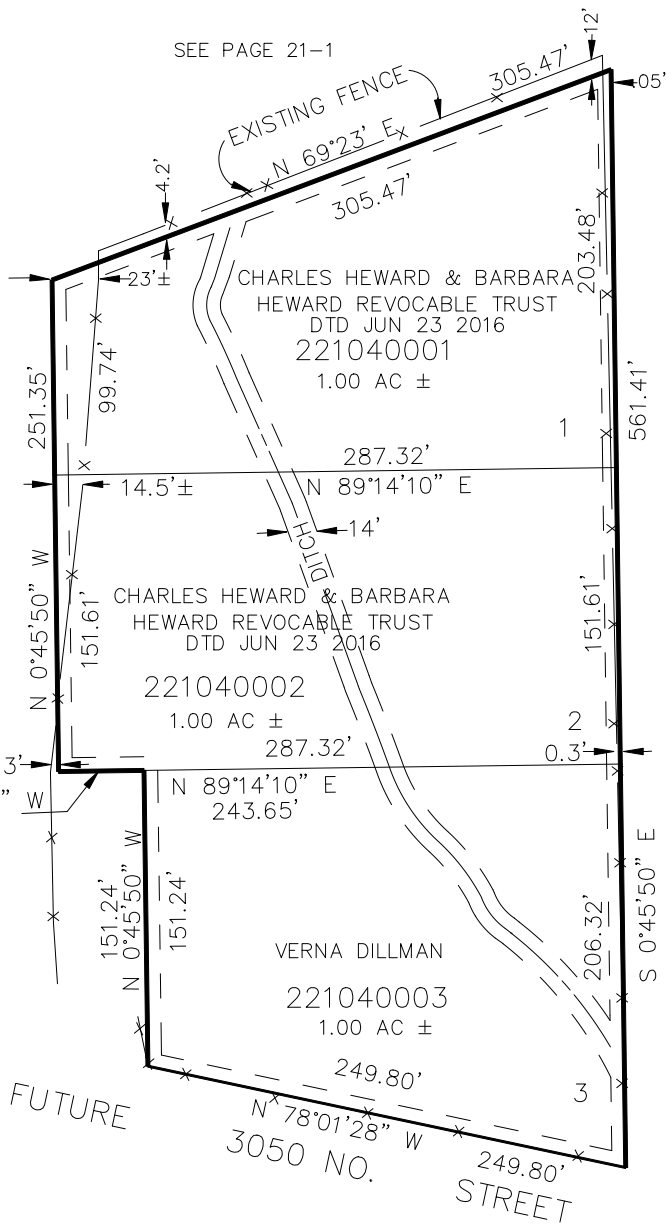 SEE PAGE 21-1
12'
305.47'
05'
EXISTING FENCE
N 69°23' E
4.2'
305.47'
203.48'
23'±
CHARLES HEWARD & BARBARA
HEWARD REVOCABLE TRUST
DTD JUN 23 2016
221040001
1.00 AC ±
99.74'
251.35'
561.41'
1
287.32'
14.5'±
N 89°14'10" E
14'
DITCH
N 0°45'50" W
151.61'
CHARLES HEWARD & BARBARA
HEWARD REVOCABLE TRUST
DTD JUN 23 2016
221040002
1.00 AC ±
151.61'
2
287.32'
0.3'
3'
" W
N 89°14'10" E
243.65'
151.24'
N 0°45'50" W
151.24'
206.32'
S 0°45'50" E
VERNA DILLMAN
221040003
1.00 AC ±
3
249.80'
N 78°01'28" W
249.80'
FUTURE
3050 NO.
STREET